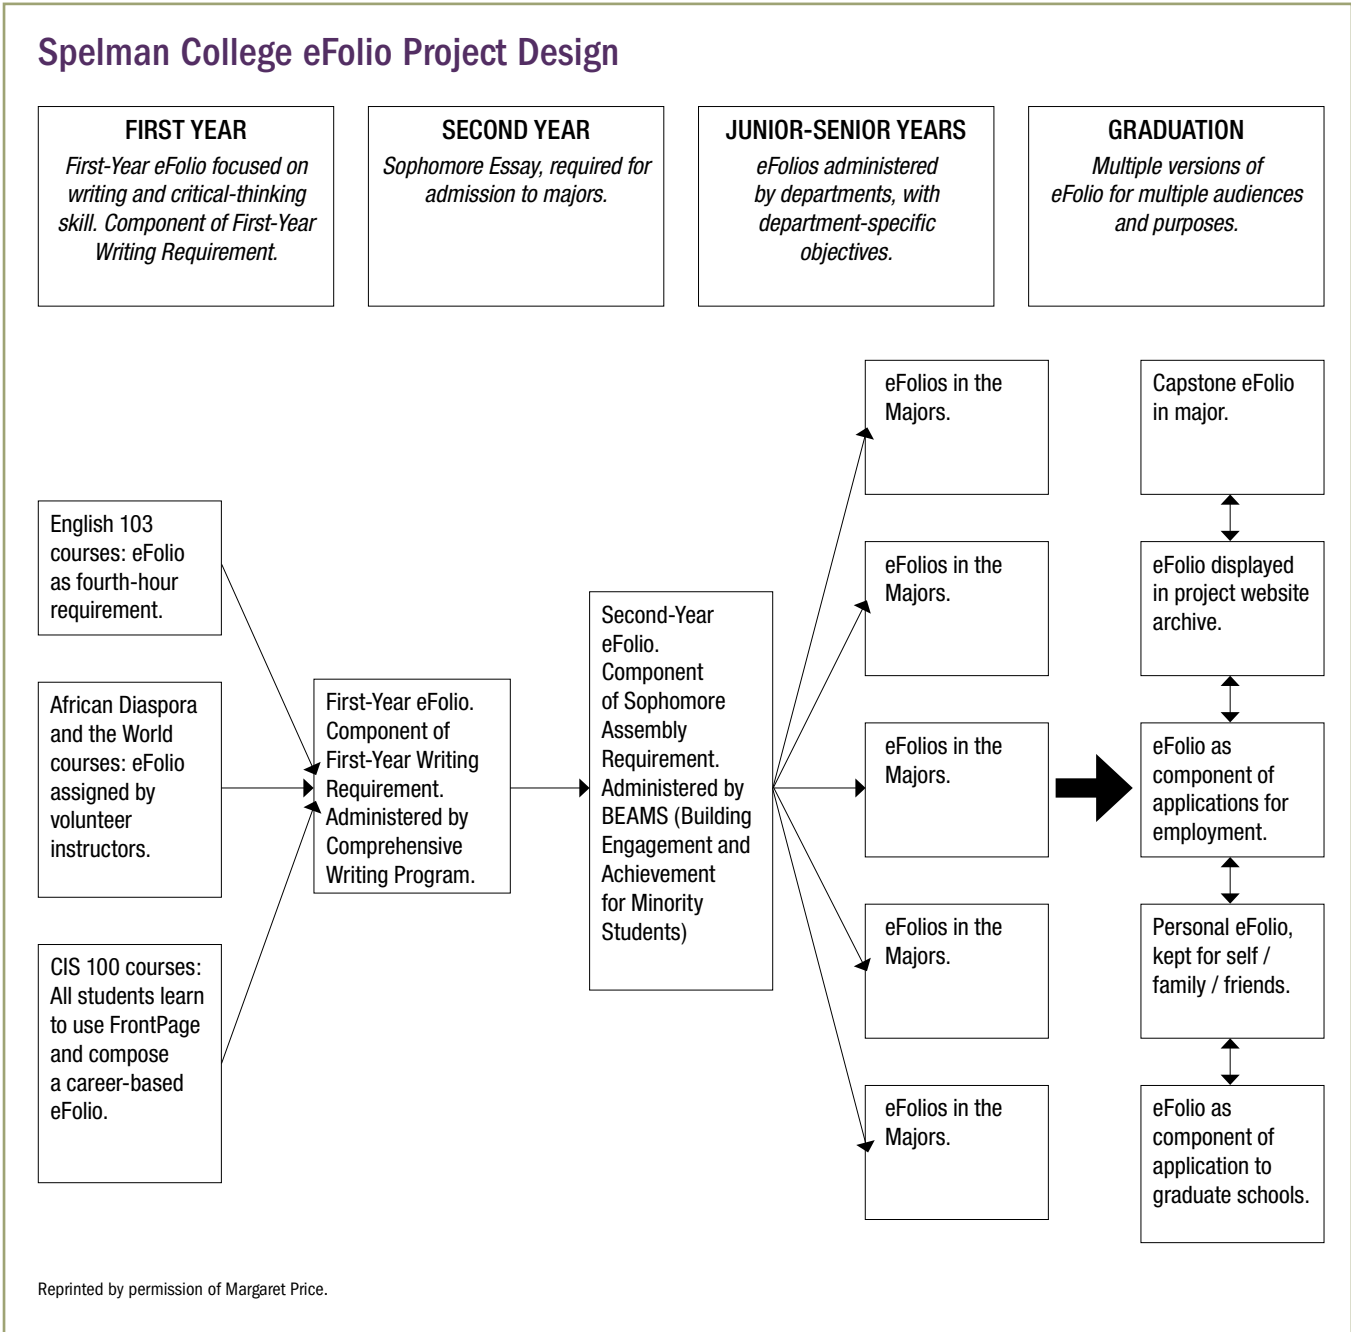 Spelman College eFolio Project Design
FIRST YEAR
First-Year eFolio focused on
writing and critical-thinking
skill. Component of First-Year
Writing Requirement.
SECOND YEAR
Sophomore Essay, required for
admission to majors.
JUNIOR-SENIOR YEARS
eFolios administered
by departments, with
department-specific
objectives.
GRADUATION
Multiple versions of
eFolio for multiple audiences
and purposes.
English 103
courses: eFolio
as fourth-hour
requirement.
African Diaspora
and the World
courses: eFolio
assigned by
volunteer
instructors.
CIS 100 courses:
All students learn
to use FrontPage
and compose
a career-based
eFolio.
First-Year eFolio.
Component of
First-Year Writing
Requirement.
Administered by
Comprehensive
Writing Program.
Second-Year
eFolio.
Component
of Sophomore
Assembly
Requirement.
Administered by
BEAMS (Building
Engagement and
Achievement
for Minority
Students)
eFolios in the
Majors.
eFolios in the
Majors.
eFolios in the
Majors.
eFolios in the
Majors.
eFolios in the
Majors.
Capstone eFolio
in major.
eFolio displayed
in project website
archive.
eFolio as
component of
applications for
employment.
Personal eFolio,
kept for self /
family / friends.
eFolio as
component of
application to
graduate schools.
Reprinted by permission of Margaret Price.